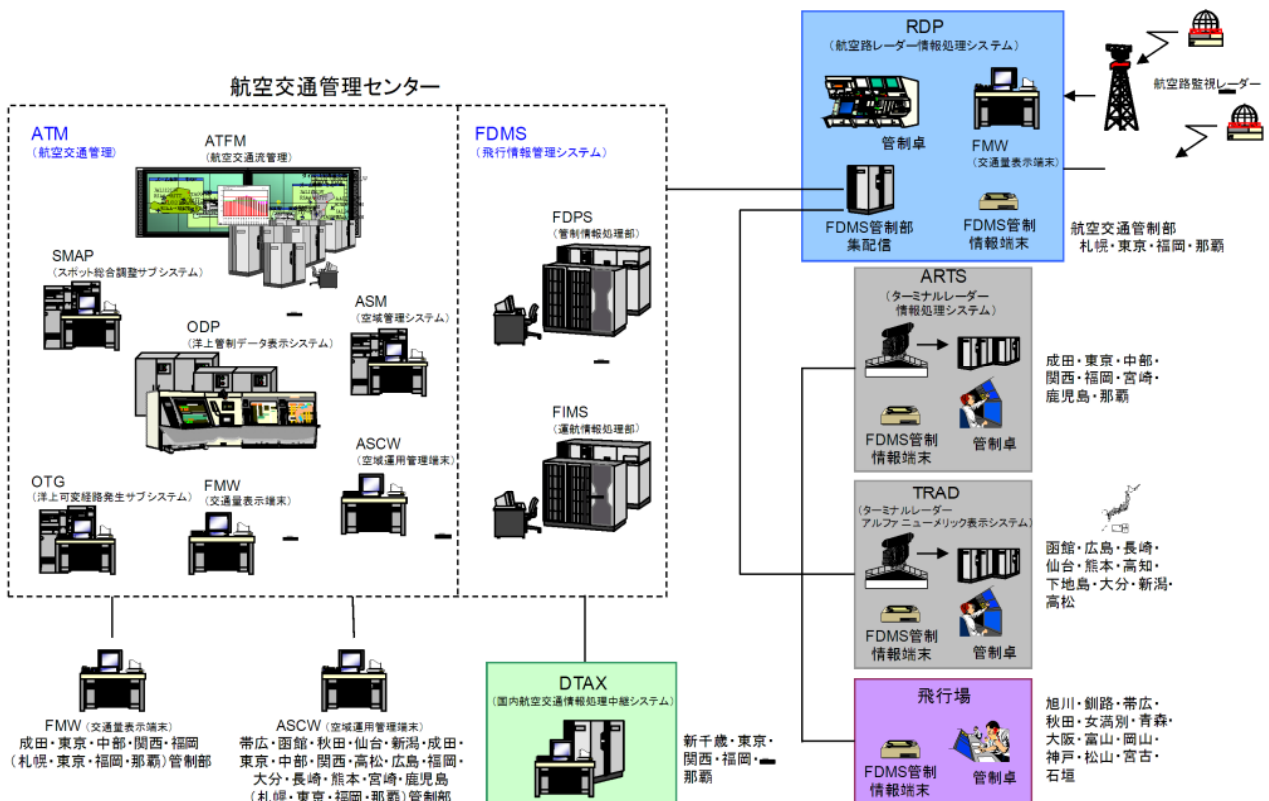 航空交通管理センター
ATM
(航空交通管理)
ATFM
(航空交通流管理)
SMAP
(スポット総合調整サブシステム)
ASM
(空域管理システム)
ODP
(洋上管制データ表示システム)
ASCW
(空域運用管理端末)
OTG
(洋上可変経路発生サブシステム)
FMW
(交通量表示端末)
FDMS
(飛行情報管理システム)
FDPS
(管制情報処理部)
FIMS
(運航情報処理部)
FMW (交通量表示端末)
成田・東京・中部・関西・福岡
(札幌・東京・福岡・那覇)管制部
ASCW (空域運用管理端末)
帯広・函館・秋田・仙台・新潟・成田・
東京・中部・関西・高松・広島・福岡・
大分・長崎・熊本・宮崎・鹿児島
(札幌・東京・福岡・那覇)管制部
DTAX
(国内航空交通情報処理中継システム)
新千歳・東京・
関西・福岡・
那覇
RDP
(航空路レーダー情報処理システム)
管制卓
FMW
(交通量表示端末)
FDMS管制部
集配信
FDMS管制
情報端末
航空路監視レーダー
航空交通管制部
札幌・東京・福岡・那覇
ARTS
(ターミナルレーダー
情報処理システム)
FDMS管制
情報端末
管制卓
成田・東京・中部・
関西・福岡・宮崎・
鹿児島・那覇
TRAD
(ターミナルレーダー
アルファニューメリック表示システム)
FDMS管制
情報端末
管制卓
函館・広島・長崎・
仙台・熊本・高知・
下地島・大分・新潟・
高松
飛行場
FDMS管制
情報端末
管制卓
旭川・釧路・帯広・
秋田・女満別・青森・
大阪・富山・岡山・
神戸・松山・宮古・
石垣